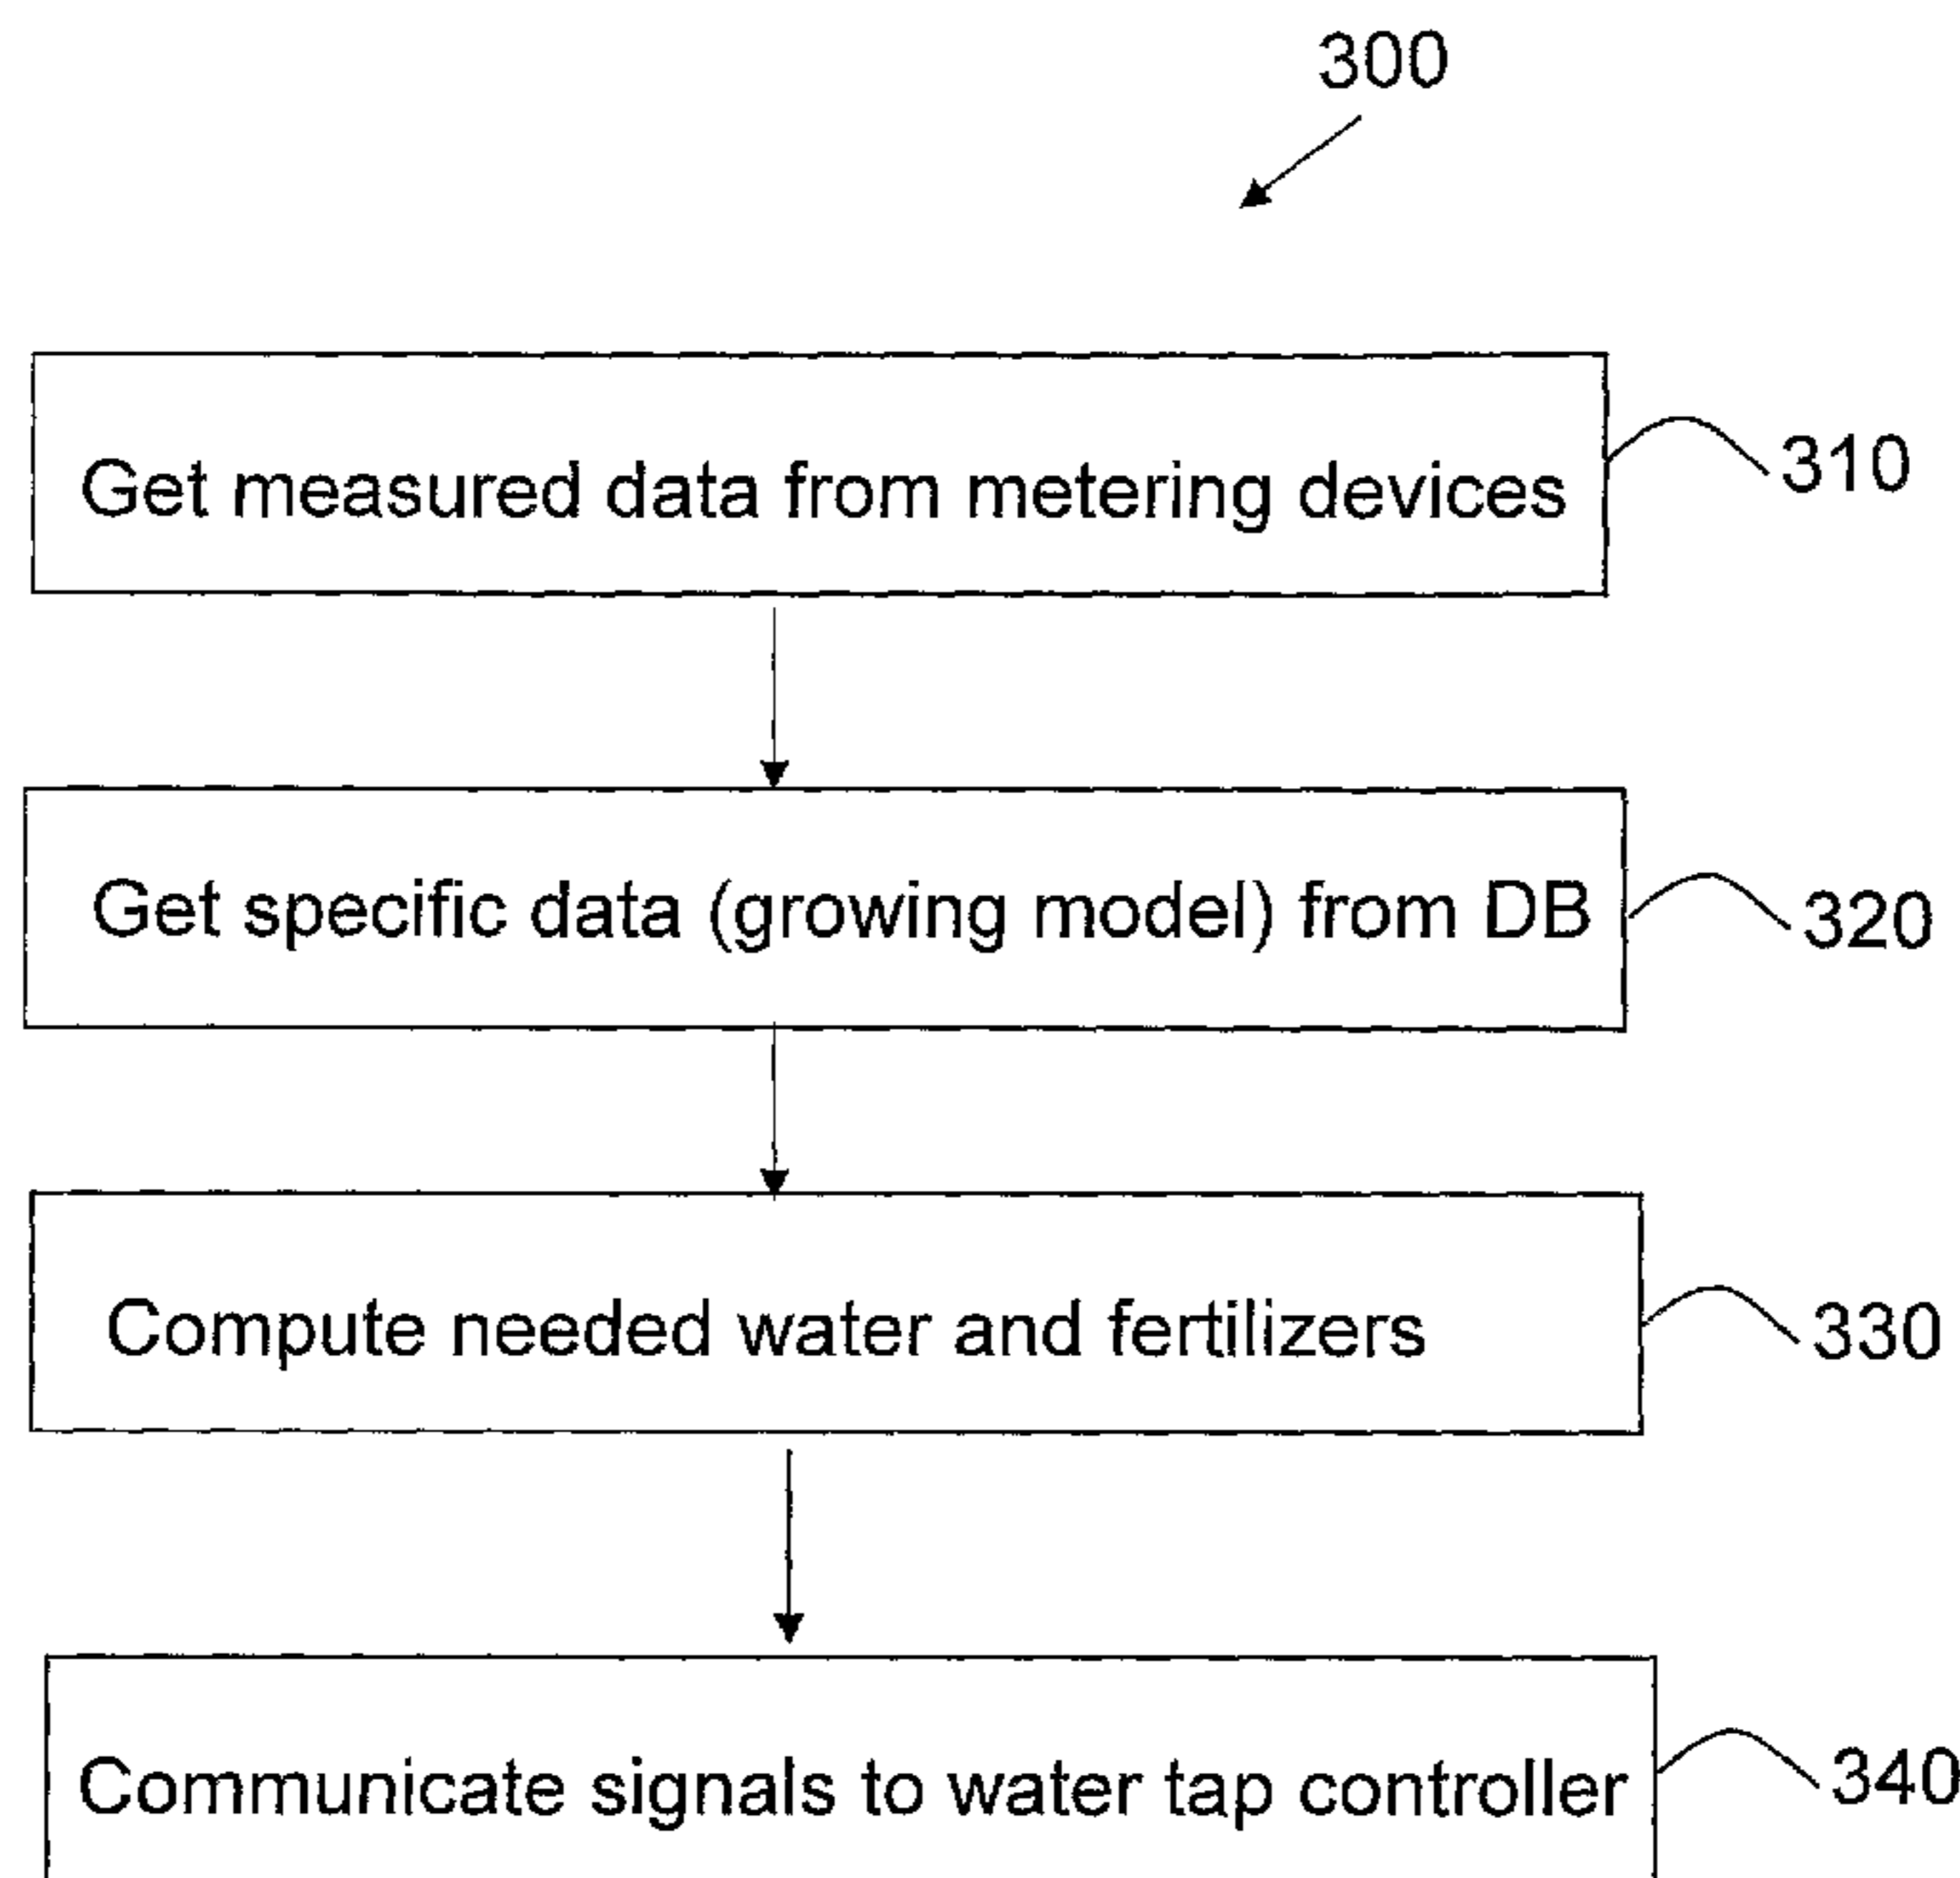 300
Get measured data from metering devices
310
Get specific data (growing model) from DB
320
Compute needed water and fertilizers
330
Communicate signals to water tap controller
340